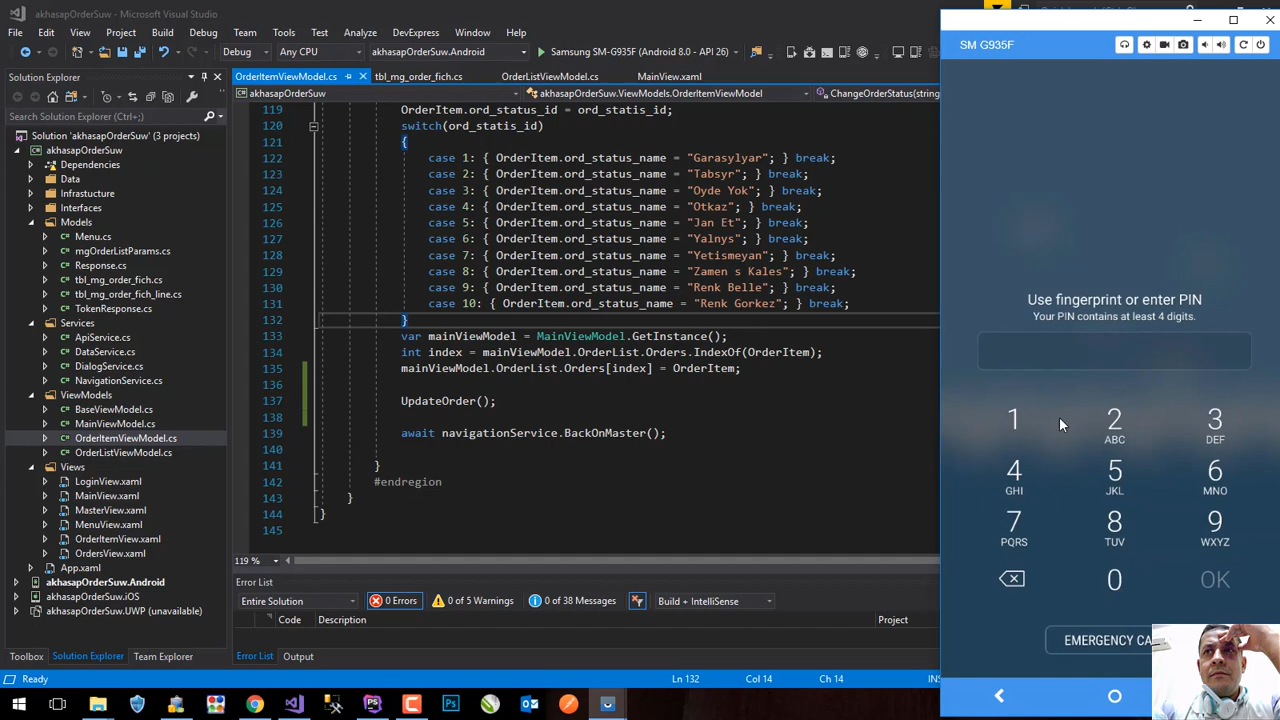 akhasapOrderSuw - Microsoft Visual Studio
File Edit View Project Build Debug
Analyze
Debug
SM-G935F (Android 8.0 - API 26)
SM G935F
Solution Explorer
OrderItemViewModel.cs
tbl_mg_order_fich.cs
OrderListViewModel.cs
MainView.xaml
akhasapOrderSuw
akhasapOrderSuw.ViewModels.OrderItemViewModel
ChangeOrderStatus(string
Search Solution Explorer (Ctrl+;)
Solution 'akhasapOrderSuw' (3 projects)
akhasapOrderSuw
Dependencies
Data
Infrastucture
Interfaces
Models
Menu.cs
mgOrderListParams.cs
Response.cs
tbl_mg_order_fich.cs
tbl_mg_order_fich_line.cs
TokenResponse.cs
Services
ApiService.cs
DataService.cs
DialogService.cs
NavigationService.cs
ViewModels
BaseViewModel.cs
MainViewModel.cs
OrderItemViewModel.cs
OrderListViewModel.cs
Views
LoginView.xaml
MainView.xaml
MasterView.xaml
MenuView.xaml
OrderItemView.xaml
OrdersView.xaml
App.xaml
akhasapOrderSuw.Android
akhasapOrderSuw.iOS
akhasapOrderSuw.UWP (unavailable)
Solution Explorer Team Explorer
119 OrderItem.ord_status_id = ord_statis_id;
120 switch(ord_statis_id)
121 {
122 case 1: { OrderItem.ord_status_name = "Garasylyar"; } break;
123 case 2: { OrderItem.ord_status_name = "Tabsyr"; } break;
124 case 3: { OrderItem.ord_status_name = "Oyde Yok"; } break;
125 case 4: { OrderItem.ord_status_name = "Otkaz"; } break;
126 case 5: { OrderItem.ord_status_name = "Jan Et"; } break;
127 case 6: { OrderItem.ord_status_name = "Yalnys"; } break;
128 case 7: { OrderItem.ord_status_name = "Yetismeyan"; } break;
129 case 8: { OrderItem.ord_status_name = "Zamen s Kales"; } break;
130 case 9: { OrderItem.ord_status_name = "Renk Belle"; } break;
131 case 10: { OrderItem.ord_status_name = "Renk Gorkez"; } break;
132 }
133 var mainViewModel = MainViewModel.GetInstance();
134 int index = mainViewModel.OrderList.Orders.IndexOf(OrderItem);
135 mainViewModel.OrderList.Orders[index] = OrderItem;
136
137 UpdateOrder();
138
139 await navigationService.BackOnMaster();
140
141 }
142 #endregion
143 }
144 }
145
119 %
Error List
Entire Solution
0 Errors
0 of 5 Warnings
0 of 38 Messages
Build + IntelliSense
Code Description
Project
Error List Output
Ready
Ln 132
Col 14
Ch 14
INS
Use fingerprint or enter PIN
Your PIN contains at least 4 digits.
1 2 3
ABC DEF
4 5 6
GHI JKL MNO
7 8 9
PQRS TUV WXYZ
0 OK
EMERGENCY CA